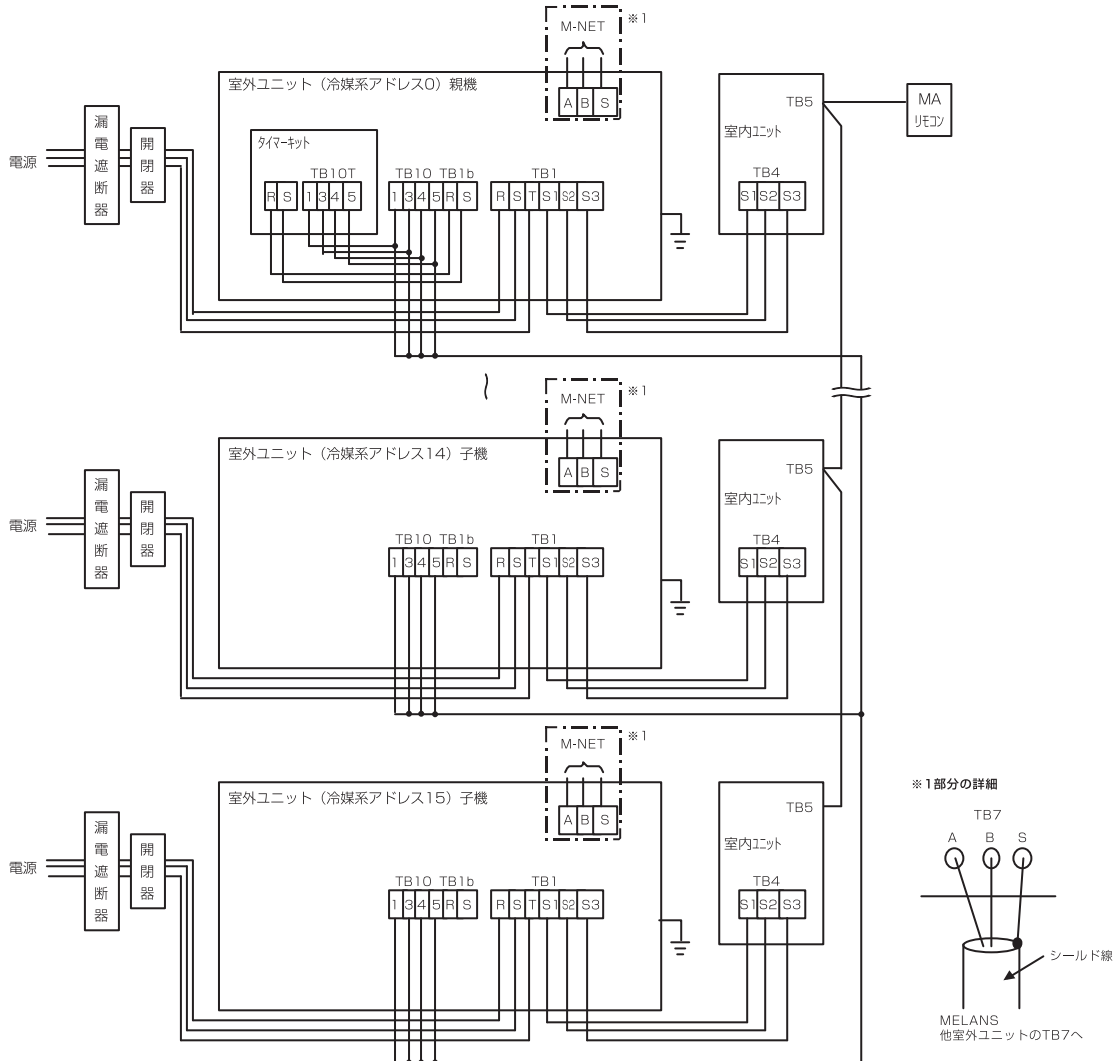 M-NET
※1
A B S
室外ユニット（冷媒系アドレス0）親機
漏電遮断器
開閉器
電源
タイマーキット
TB10T
R S 1 3 4 5
TB10 TB1b
1 3 4 5 R S
TB1
R S T S1 S2 S3
TB5
室内ユニット
TB4
S1 S2 S3
MA
リモコン
M-NET
※1
A B S
室外ユニット（冷媒系アドレス14）子機
漏電遮断器
開閉器
電源
TB10 TB1b
1 3 4 5 R S
TB1
R S T S1 S2 S3
TB5
室内ユニット
TB4
S1 S2 S3
M-NET
※1
A B S
室外ユニット（冷媒系アドレス15）子機
漏電遮断器
開閉器
電源
TB10 TB1b
1 3 4 5 R S
TB1
R S T S1 S2 S3
TB5
室内ユニット
TB4
S1 S2 S3
※1部分の詳細
TB7
A B S
シールド線
MELANS
他室外ユニットのTB7へ